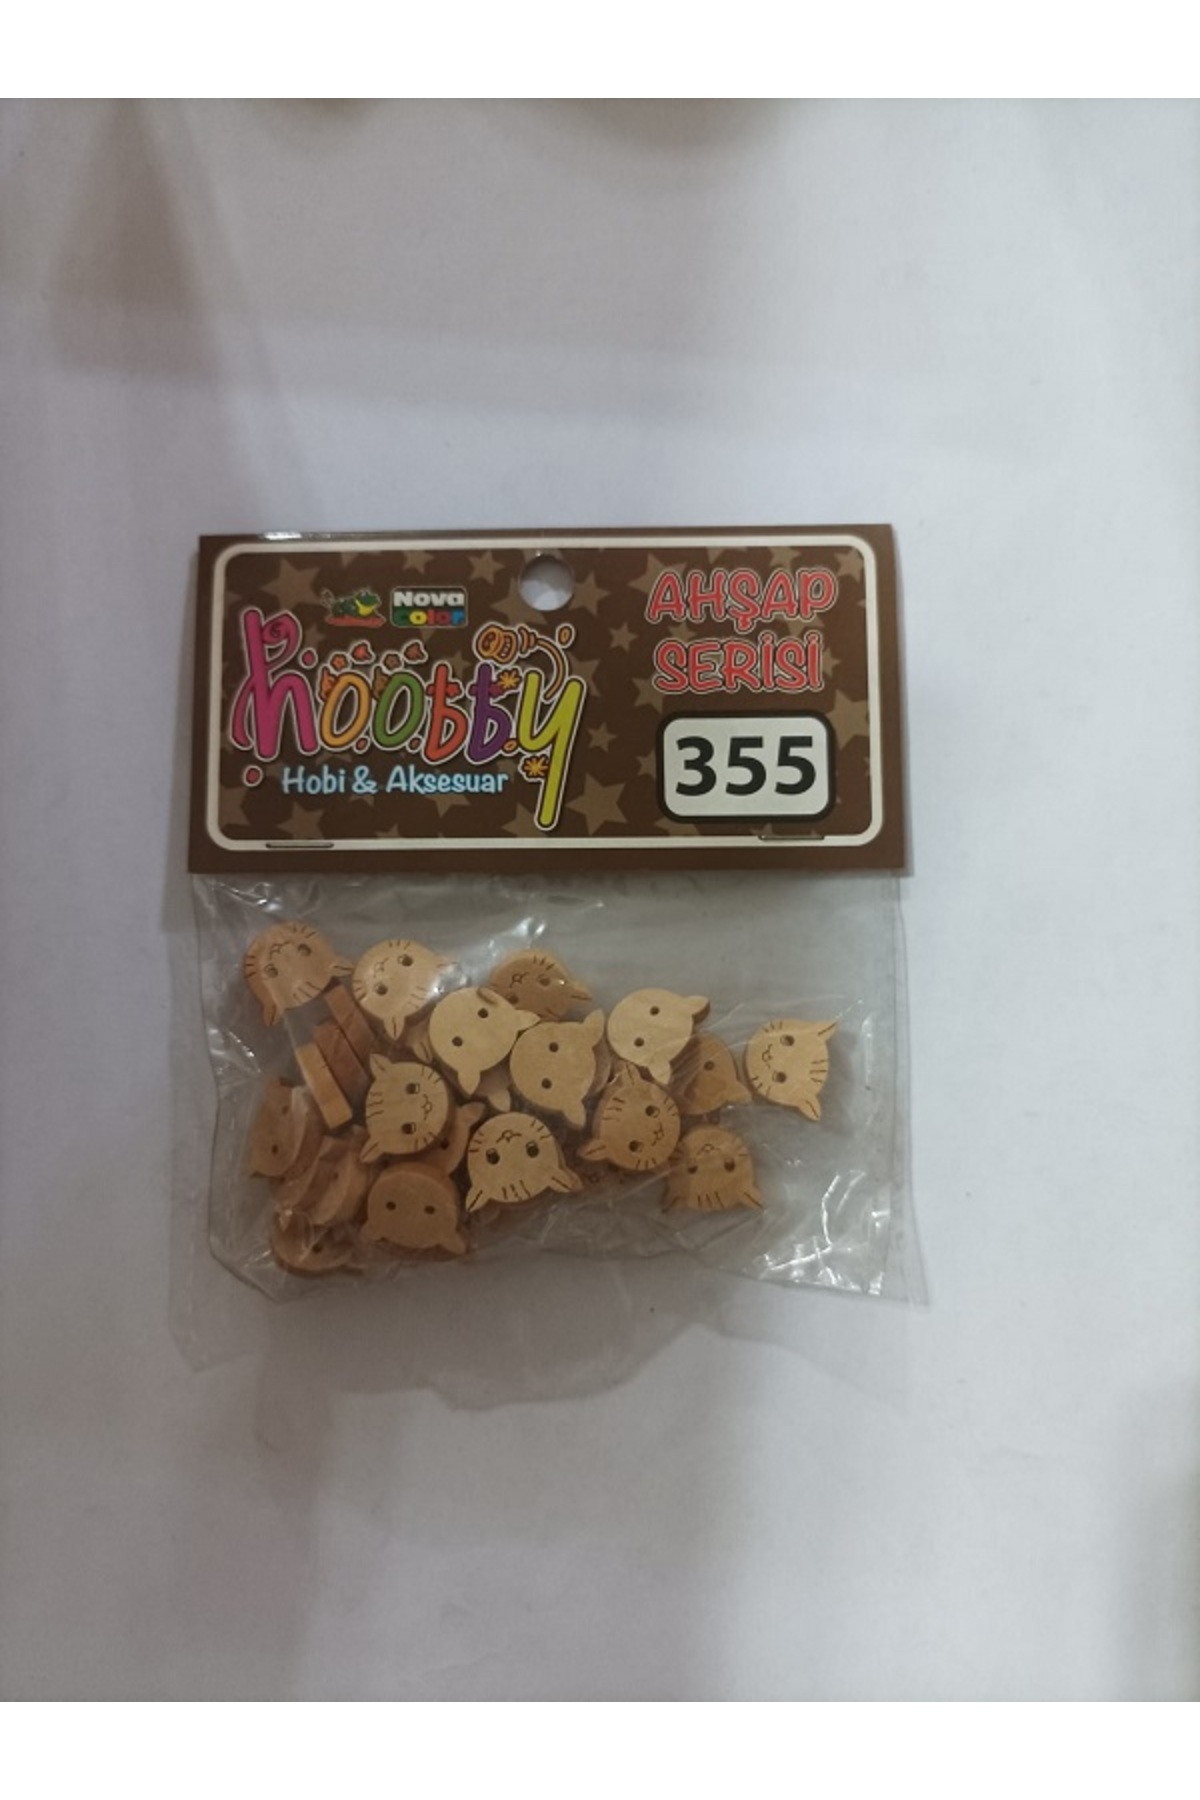 Nova
Color
hoobby
Hobi & Aksesuar
AHŞAP
SERİSİ
355